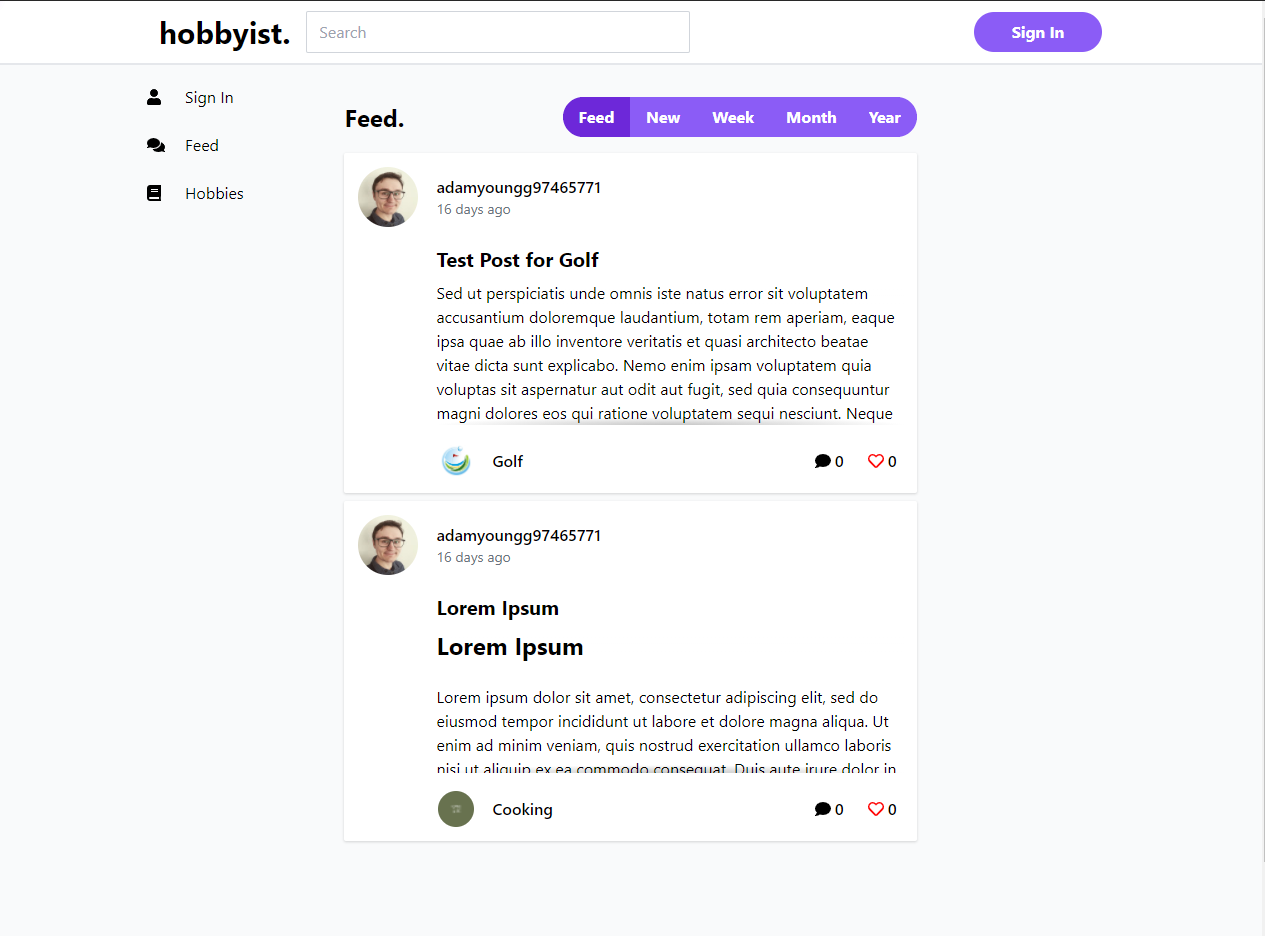 hobbyist.
Search
Sign In
Sign In
Feed
Hobbies
Feed.
Feed New Week Month Year
adamyoungg97465771
16 days ago
Test Post for Golf
Sed ut perspiciatis unde omnis iste natus error sit voluptatem
accusantium doloremque laudantium, totam rem aperiam, eaque
ipsa quae ab illo inventore veritatis et quasi architecto beatae
vitae dicta sunt explicabo. Nemo enim ipsam voluptatem quia
voluptas sit aspernatur aut odit aut fugit, sed quia consequuntur
magni dolores eos qui ratione voluptatem sequi nesciunt. Neque
Golf 0 0
adamyoungg97465771
16 days ago
Lorem Ipsum
Lorem Ipsum
Lorem ipsum dolor sit amet, consectetur adipiscing elit, sed do
eiusmod tempor incididunt ut labore et dolore magna aliqua. Ut
enim ad minim veniam, quis nostrud exercitation ullamco laboris
nisi ut aliquip ex ea commodo consequat. Duis aute irure dolor in
Cooking 0 0